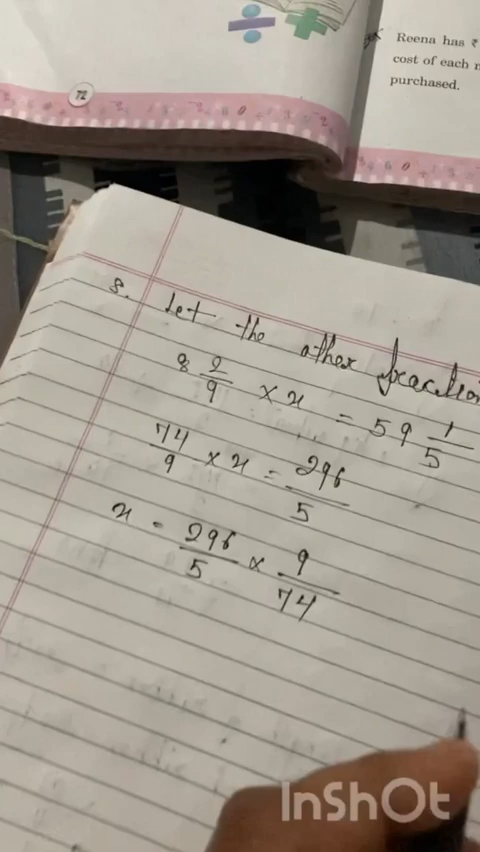 72
Reena has ₹
cost of each
purchased.
8. Let the other fraction
8 2/9 × x = 59 1/5
74/9 × x = 296/5
x = 296/5 × 9/74
InShOt